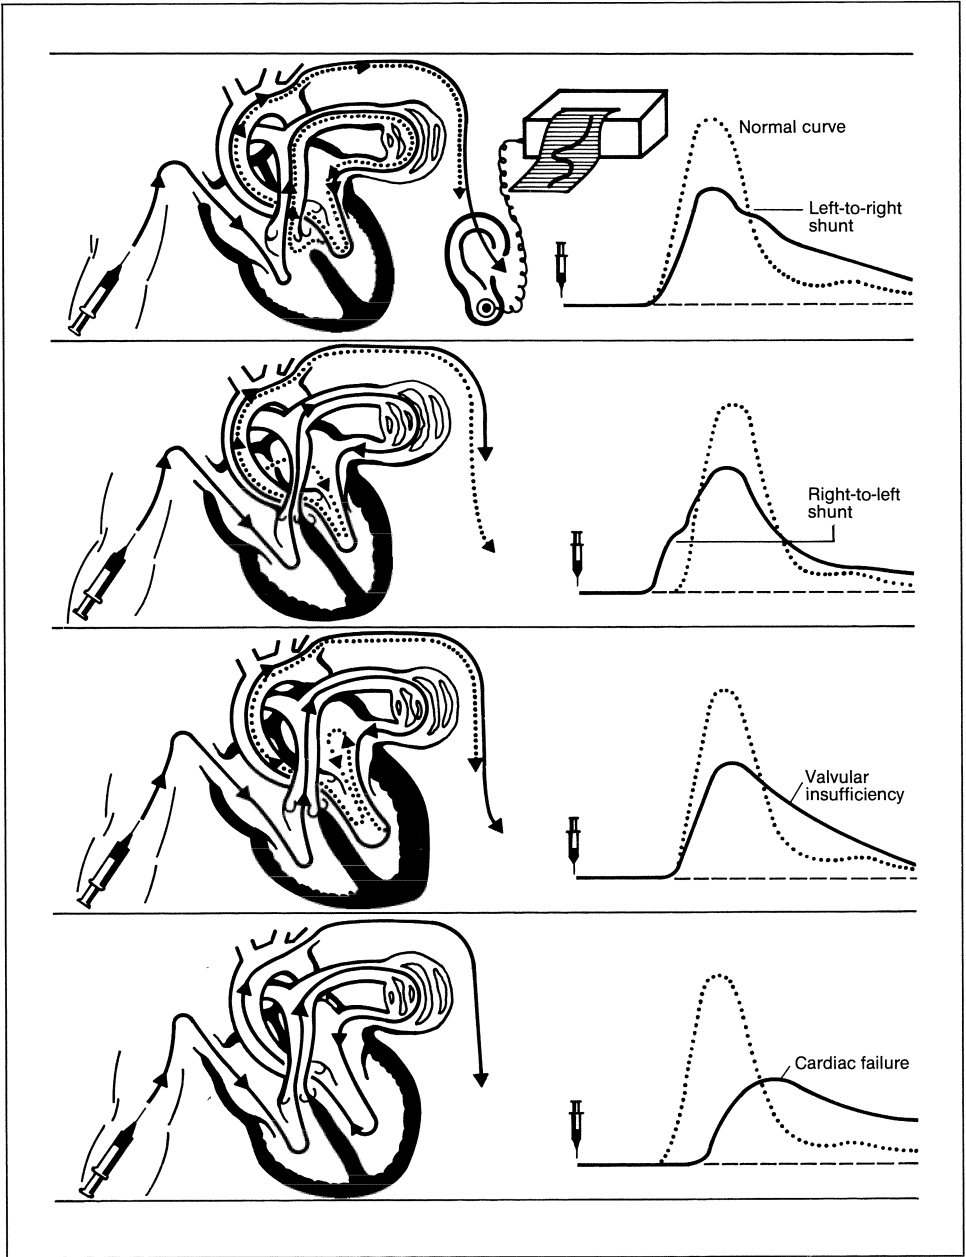 Normal curve
Left-to-right
shunt
Right-to-left
shunt
Valvular
insufficiency
Cardiac failure